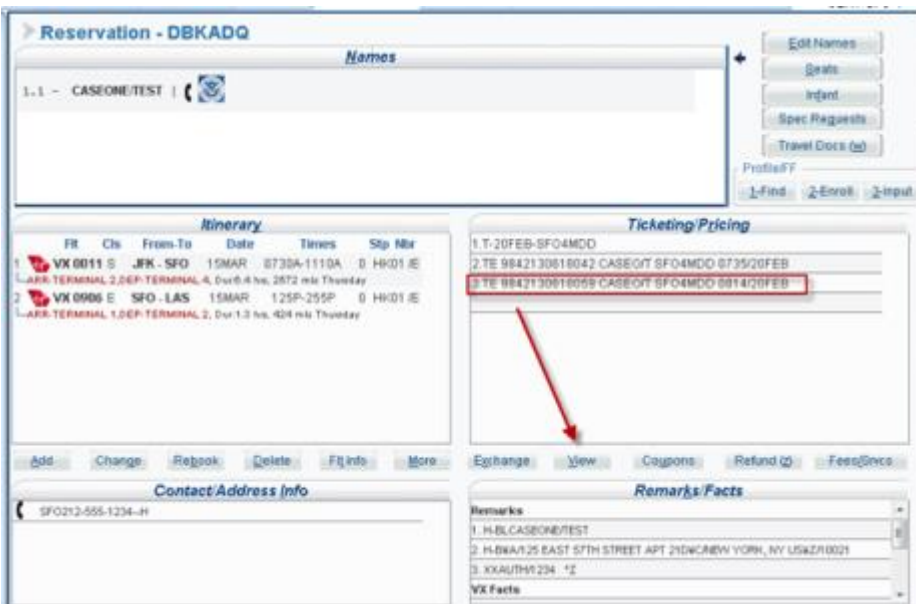 Reservation - DBKADQ
Names
1.1 - CASEONE/TEST |
Edit Names
Seats
Infant
Spec Requests
Travel Docs (w)
Profile/FF
1-Find 2-Enroll 3-Input
Itinerary
Flt Cls From-To Date Times Stp Nbr
1 VX 0011 S JFK - SFO 15MAR 0730A-1110A 0 HK01 /E
ARR-TERMINAL 2,DEP-TERMINAL 4, Dur:6.4 hrs, 2572 mls Thursday
2 VX 0906 E SFO - LAS 15MAR 125P-255P 0 HK01 /E
ARR-TERMINAL 1,DEP-TERMINAL 2, Dur:1.3 hrs, 424 mls Thursday
Add Change Rebook Delete Flt Info More
Ticketing/Pricing
1.T-20FEB-SFO4MDD
2.TE 9842130618042 CASEO/T SFO4MDD 0735/20FEB
3.TE 9842130618059 CASEO/T SFO4MDD 0814/20FEB
Exchange View Coupons Refund Fees/Srvcs
Contact/Address Info
SFO212-555-1234-H
Remarks/Facts
Remarks
1. H-BLCASEONE/TEST
2. H-B¥A/125 EAST 57TH STREET APT 21D¥C/NEW YORK, NY US¥Z/10021
3. XXAUTH/1234 *Z
VX Facts